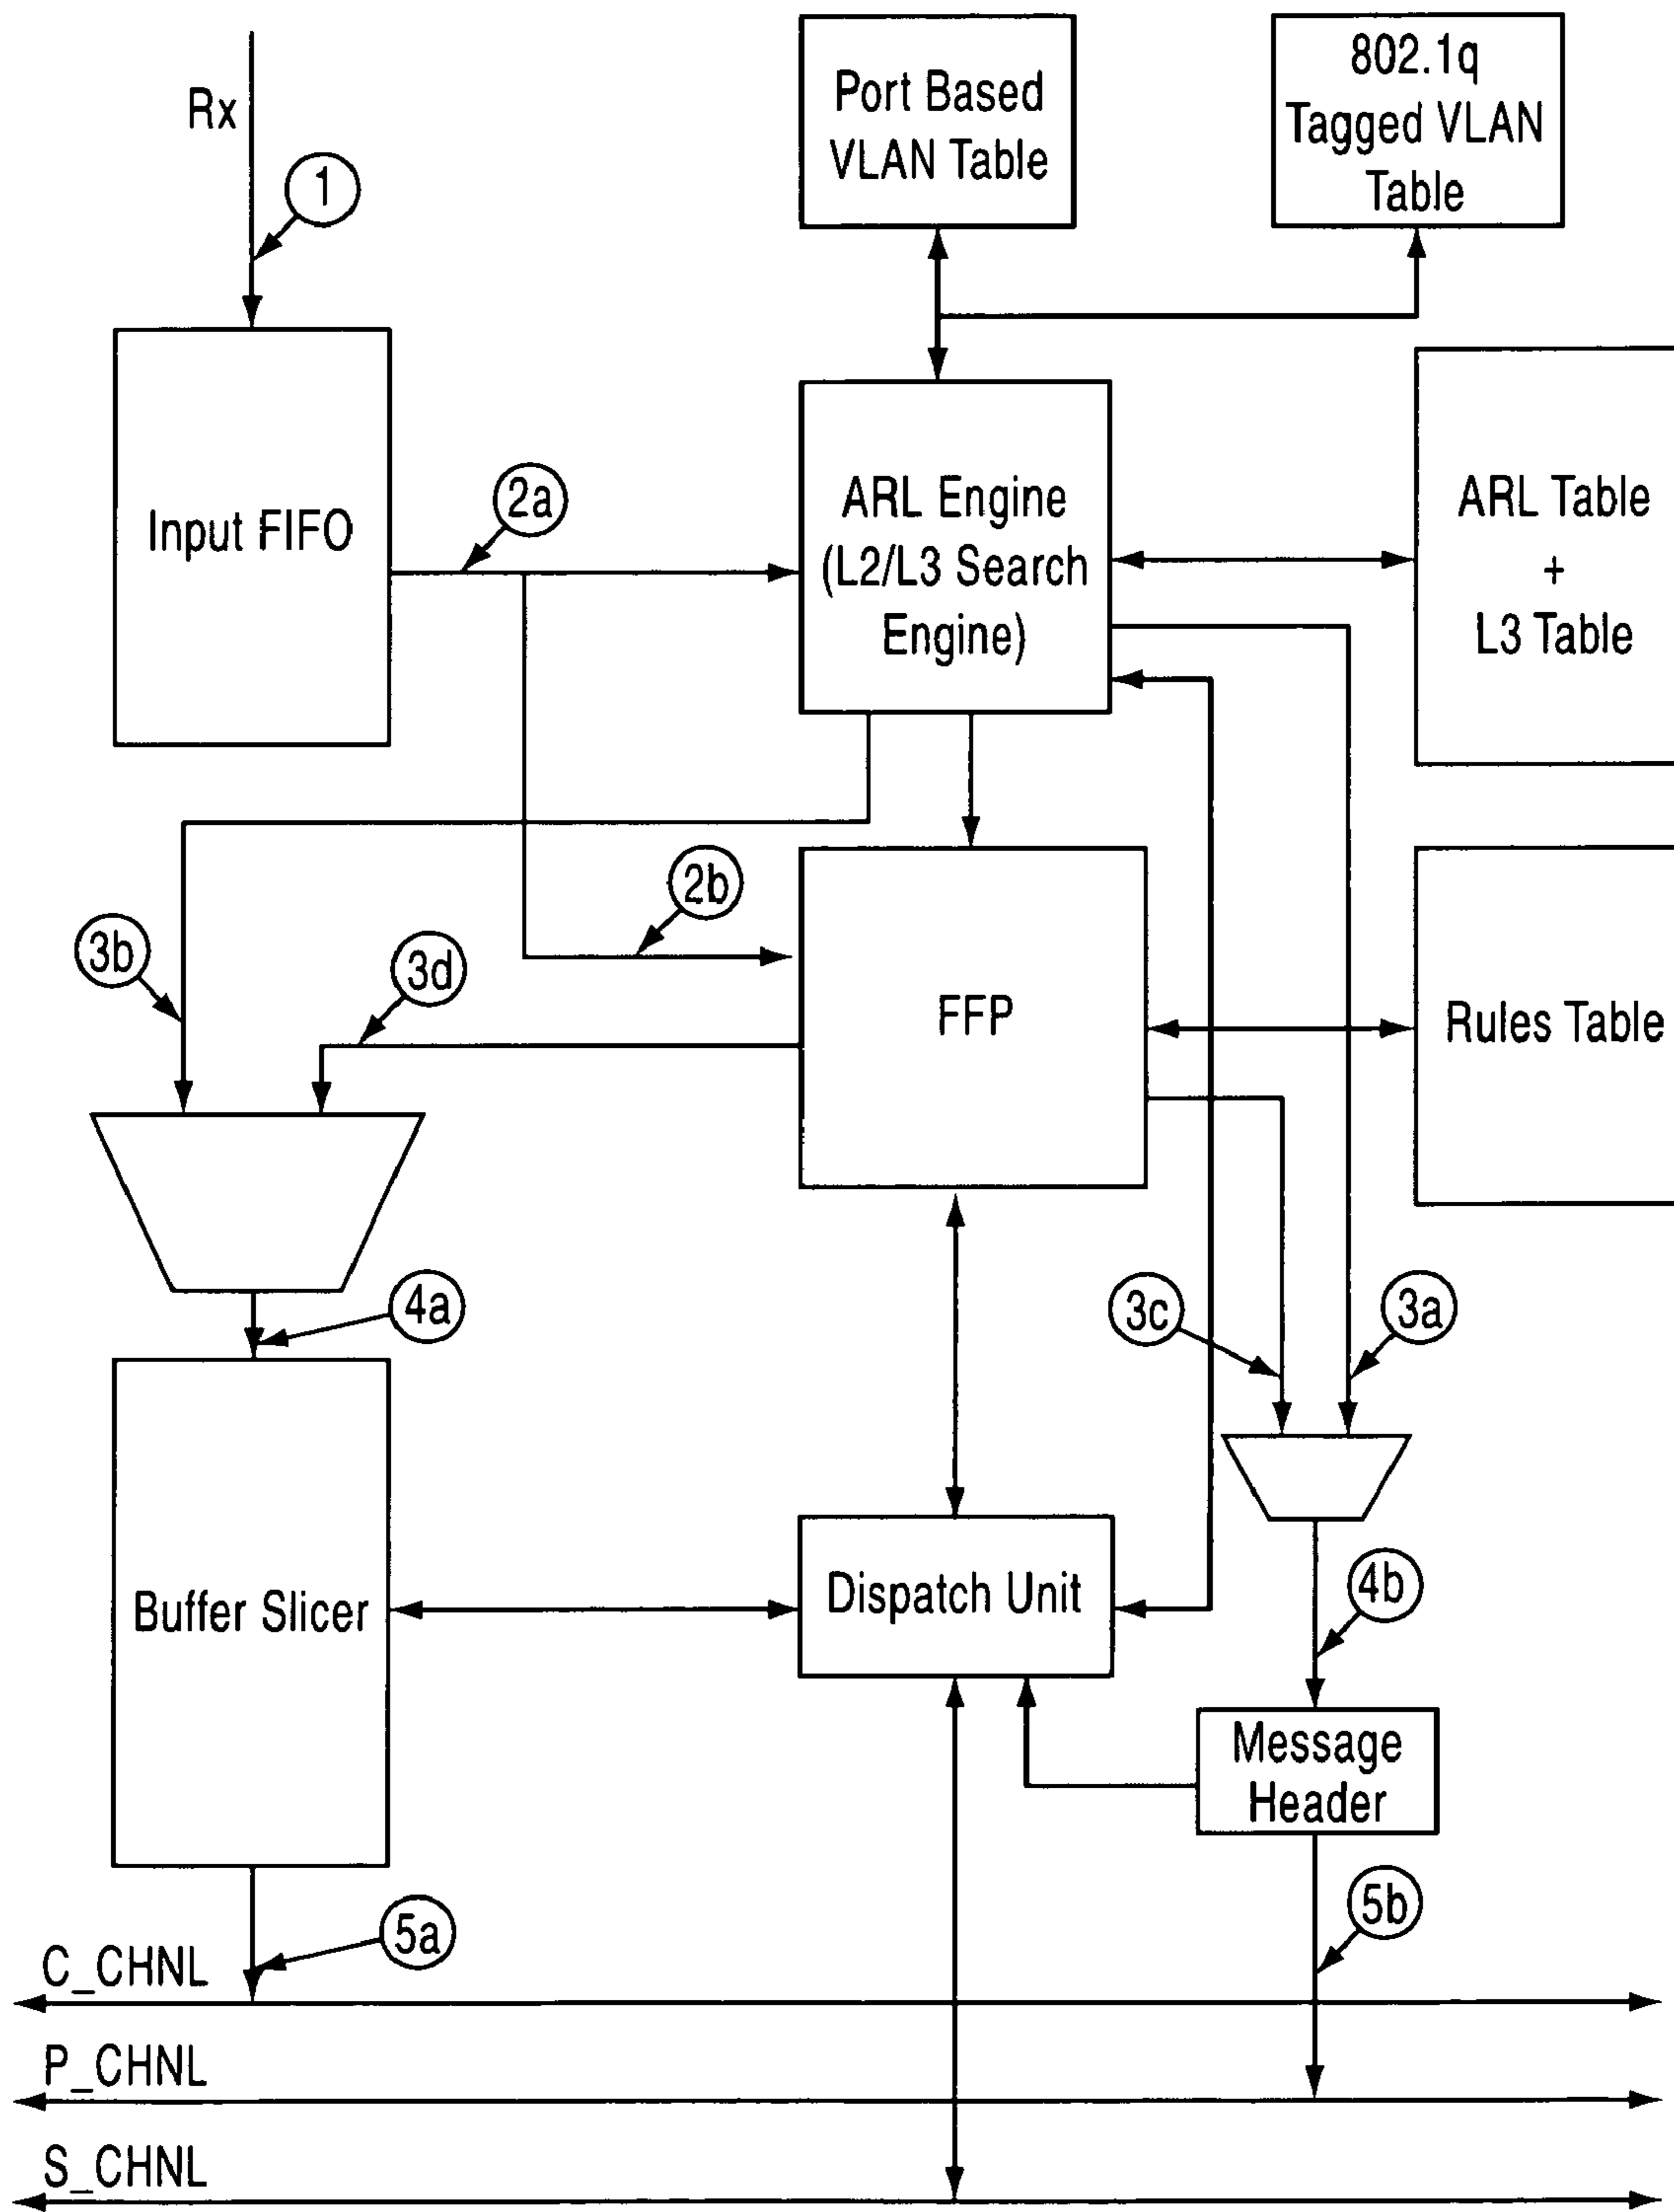 Rx
1
Port Based
VLAN Table
802.1q
Tagged VLAN
Table
Input FIFO
2a
ARL Engine
(L2/L3 Search
Engine)
ARL Table
+
L3 Table
2b
3b
3d
FFP
Rules Table
4a
3c
3a
Buffer Slicer
Dispatch Unit
4b
Message
Header
5a
5b
C_CHNL
P_CHNL
S_CHNL